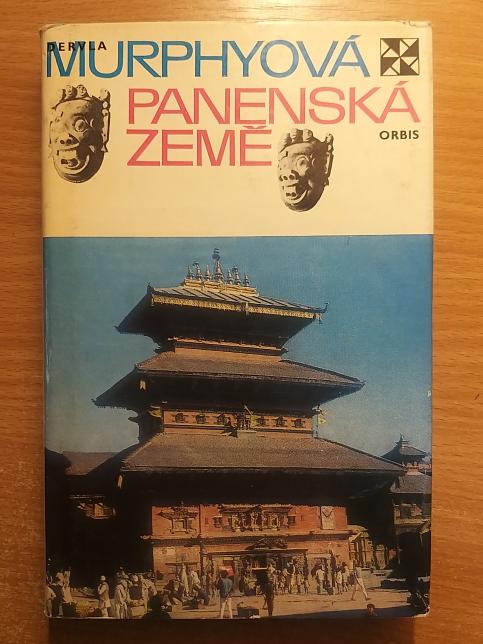 DERVLA
MURPHYOVÁ
PANENSKÁ
ZEMĚ
ORBIS